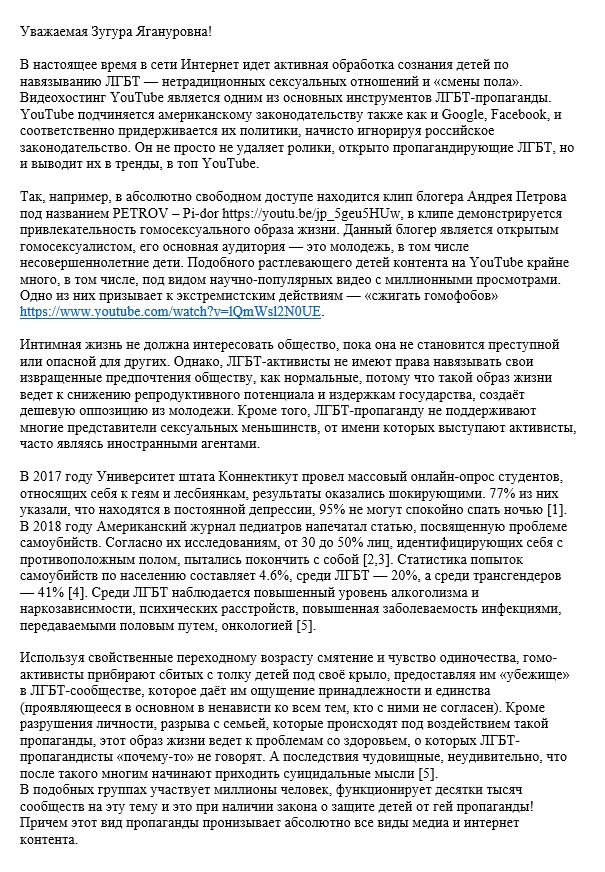 Уважаемая Зугура Ягануровна!
В настоящее время в сети Интернет идет активная обработка сознания детей по
навязыванию ЛГБТ — нетрадиционных сексуальных отношений и «смены пола».
Видеохостинг YouTube является одним из основных инструментов ЛГБТ-пропаганды.
YouTube подчиняется американскому законодательству также как и Google, Facebook, и
соответственно придерживается их политики, начисто игнорируя российское
законодательство. Он не просто не удаляет ролики, открыто пропагандирующие ЛГБТ, но
и выводит их в тренды, в топ YouTube.
Так, например, в абсолютно свободном доступе находится клип блогера Андрея Петрова
под названием PETROV – Pi-dor https://youtu.be/jp_5geu5HUw, в клипе демонстрируется
привлекательность гомосексуального образа жизни. Данный блогер является открытым
гомосексуалистом, его основная аудитория — это молодежь, в том числе
несовершеннолетние дети. Подобного растлевающего детей контента на YouTube крайне
много, в том числе, под видом научно-популярных видео с миллионными просмотрами.
Одно из них призывает к экстремистским действиям — «сжигать гомофобов»
https://www.youtube.com/watch?v=lQmWsl2N0UE.
Интимная жизнь не должна интересовать общество, пока она не становится преступной
или опасной для других. Однако, ЛГБТ-активисты не имеют права навязывать свои
извращенные предпочтения обществу, как нормальные, потому что такой образ жизни
ведет к снижению репродуктивного потенциала и издержкам государства, создаёт
дешевую оппозицию из молодежи. Кроме того, ЛГБТ-пропаганду не поддерживают
многие представители сексуальных меньшинств, от имени которых выступают активисты,
часто являясь иностранными агентами.
В 2017 году Университет штата Коннектикут провел массовый онлайн-опрос студентов,
относящих себя к геям и лесбиянкам, результаты оказались шокирующими. 77% из них
указали, что находятся в постоянной депрессии, 95% не могут спокойно спать ночью [1].
В 2018 году Американский журнал педиатров напечатал статью, посвященную проблеме
самоубийств. Согласно их исследованиям, от 30 до 50% лиц, идентифицирующих себя с
противоположным полом, пытались покончить с собой [2,3]. Статистика попыток
самоубийств по населению составляет 4.6%, среди ЛГБТ — 20%, а среди трансгендеров
— 41% [4]. Среди ЛГБТ наблюдается повышенный уровень алкоголизма и
наркозависимости, психических расстройств, повышенная заболеваемость инфекциями,
передаваемыми половым путем, онкологией [5].
Используя свойственные переходному возрасту смятение и чувство одиночества, гомо-
активисты прибирают сбитых с толку детей под своё крыло, предоставляя им «убежище»
в ЛГБТ-сообществе, которое даёт им ощущение принадлежности и единства
(проявляющееся в основном в ненависти ко всем тем, кто с ними не согласен). Кроме
разрушения личности, разрыва с семьей, которые происходят под воздействием такой
пропаганды, этот образ жизни ведет к проблемам со здоровьем, о которых ЛГБТ-
пропагандисты «почему-то» не говорят. А последствия чудовищные, неудивительно, что
после такого многим начинают приходить суицидальные мысли [5].
В подобных группах участвует миллионы человек, функционирует десятки тысяч
сообществ на эту тему и это при наличии закона о защите детей от гей пропаганды!
Причем этот вид пропаганды пронизывает абсолютно все виды медиа и интернет
контента.